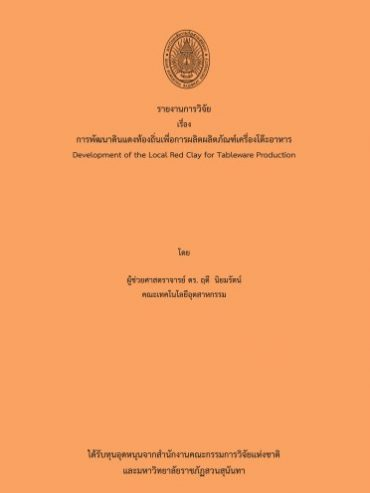 รายงานการวิจัย
เรื่อง
การพัฒนาดินแดงท้องถิ่นเพื่อการผลิตผลิตภัณฑ์เครื่องโต๊ะอาหาร
Development of the Local Red Clay for Tableware Production
โดย
ผู้ช่วยศาสตราจารย์ ดร. ฤดี นิยมรัตน์
คณะเทคโนโลยีอุตสาหกรรม
ได้รับทุนอุดหนุนจากสำนักงานคณะกรรมการวิจัยแห่งชาติ
และมหาวิทยาลัยราชภัฏสวนสุนันทา